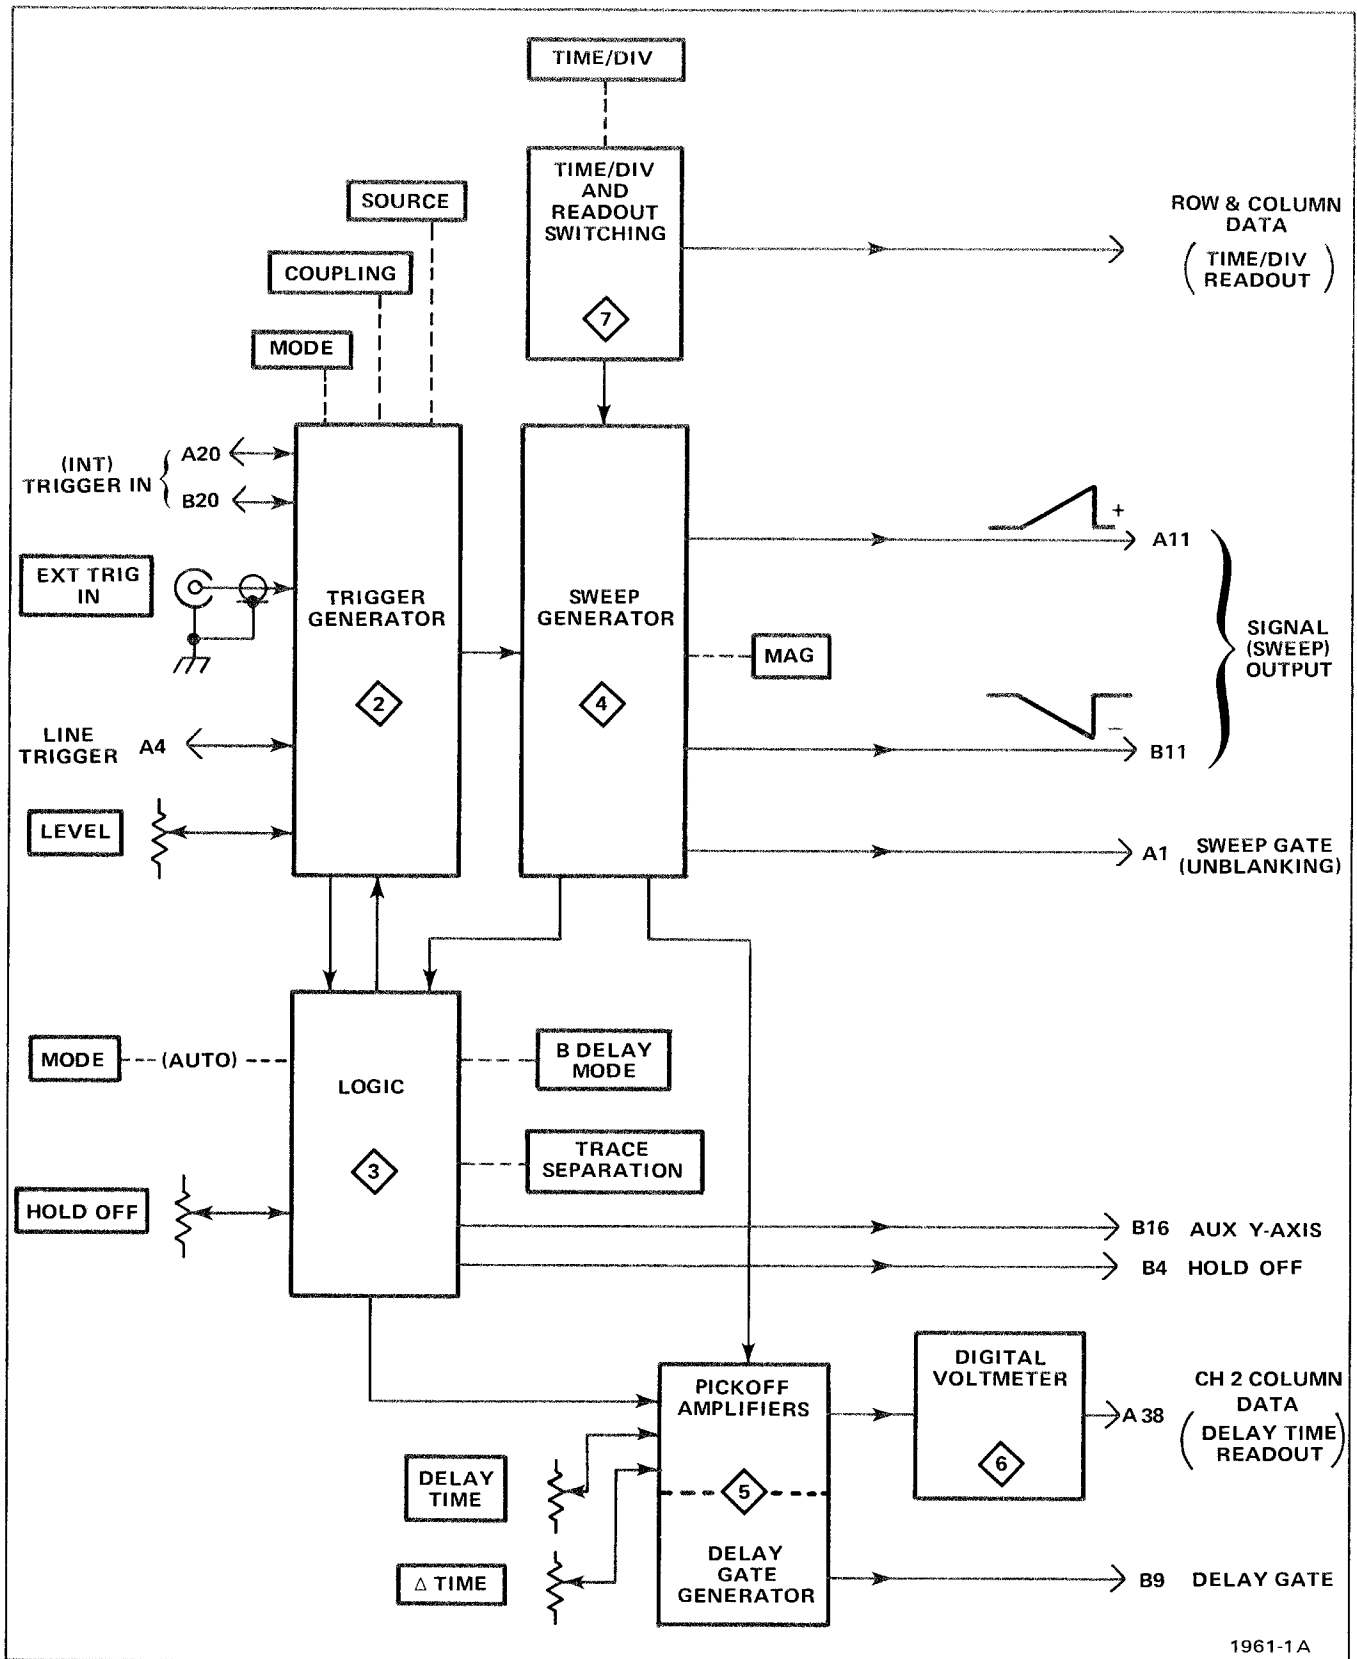 TIME/DIV
TIME/DIV
AND
READOUT
SWITCHING
7
ROW & COLUMN
DATA
TIME/DIV
READOUT
SOURCE
COUPLING
MODE
(INT)
TRIGGER IN
A20
B20
EXT TRIG
IN
LINE
TRIGGER
A4
LEVEL
TRIGGER
GENERATOR
2
SWEEP
GENERATOR
4
MAG
+
A11
−
B11
SIGNAL
(SWEEP)
OUTPUT
A1
SWEEP GATE
(UNBLANKING)
MODE
(AUTO)
LOGIC
3
B DELAY
MODE
TRACE
SEPARATION
HOLD OFF
B16 AUX Y-AXIS
B4 HOLD OFF
PICKOFF
AMPLIFIERS
5
DELAY
GATE
GENERATOR
DIGITAL
VOLTMETER
6
A 38
CH 2 COLUMN
DATA
DELAY TIME
READOUT
DELAY
TIME
Δ TIME
B9 DELAY GATE
1961-1A